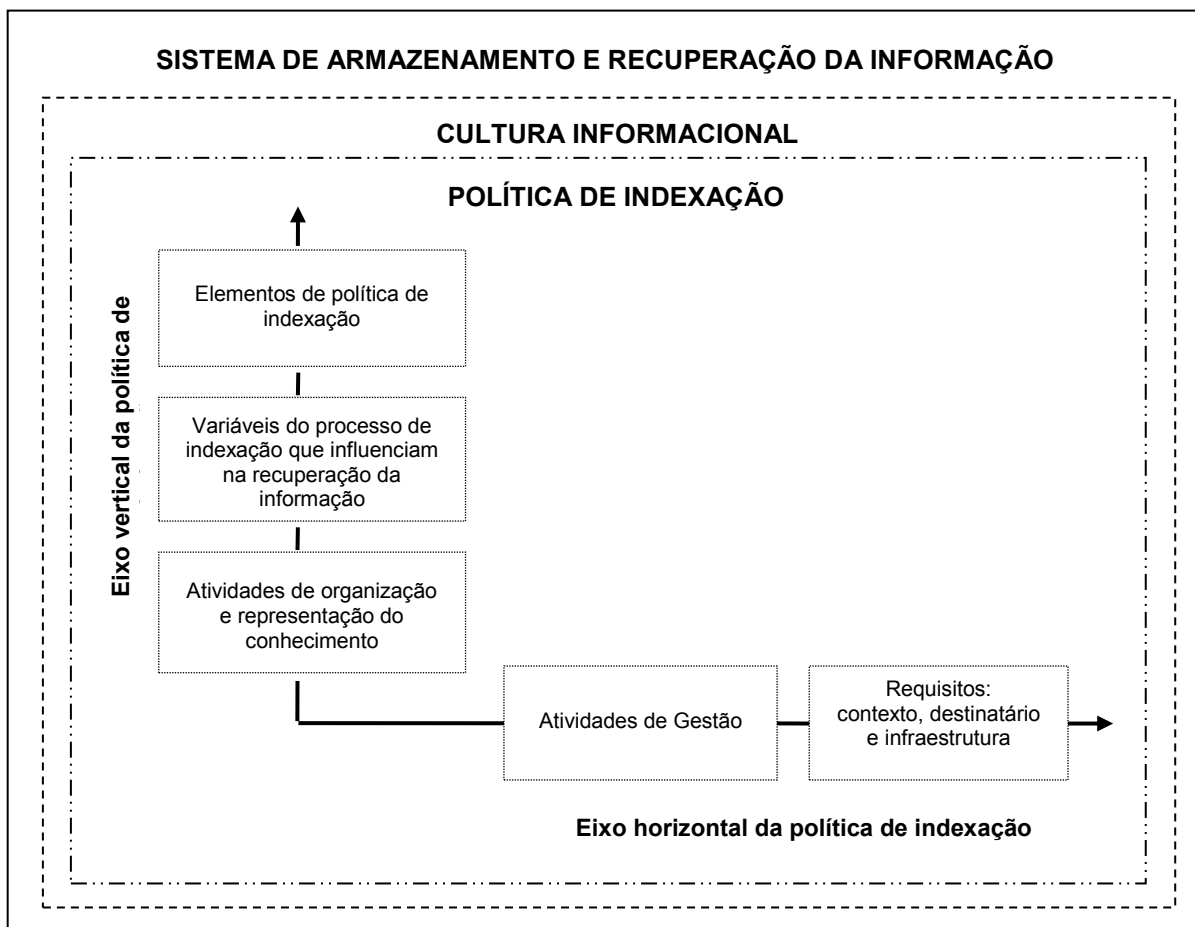 SISTEMA DE ARMAZENAMENTO E RECUPERAÇÃO DA INFORMAÇÃO
CULTURA INFORMACIONAL
POLÍTICA DE INDEXAÇÃO
Eixo vertical da política de
Elementos de política de
indexação
Variáveis do processo de
indexação que influenciam
na recuperação da
informação
Atividades de organização
e representação do
conhecimento
Atividades de Gestão
Requisitos:
contexto, destinatário
e infraestrutura
Eixo horizontal da política de indexação